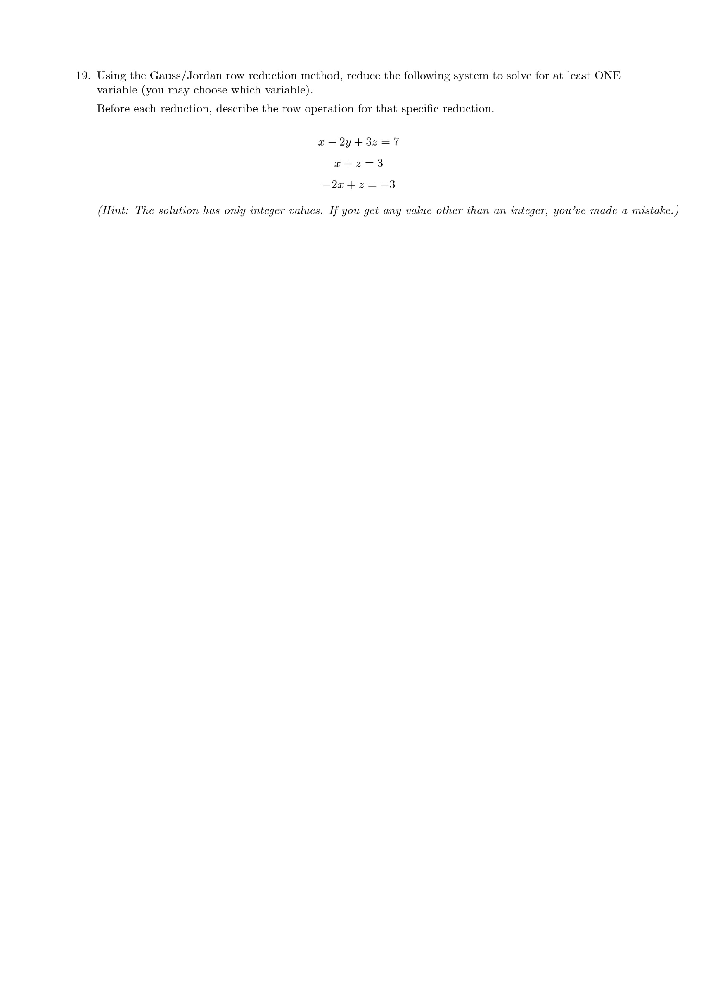 19. Using the Gauss/Jordan row reduction method, reduce the following system to solve for at least ONE
variable (you may choose which variable).
Before each reduction, describe the row operation for that specific reduction.
x − 2y + 3z = 7
x + z = 3
−2x + z = −3
(Hint: The solution has only integer values. If you get any value other than an integer, you've made a mistake.)